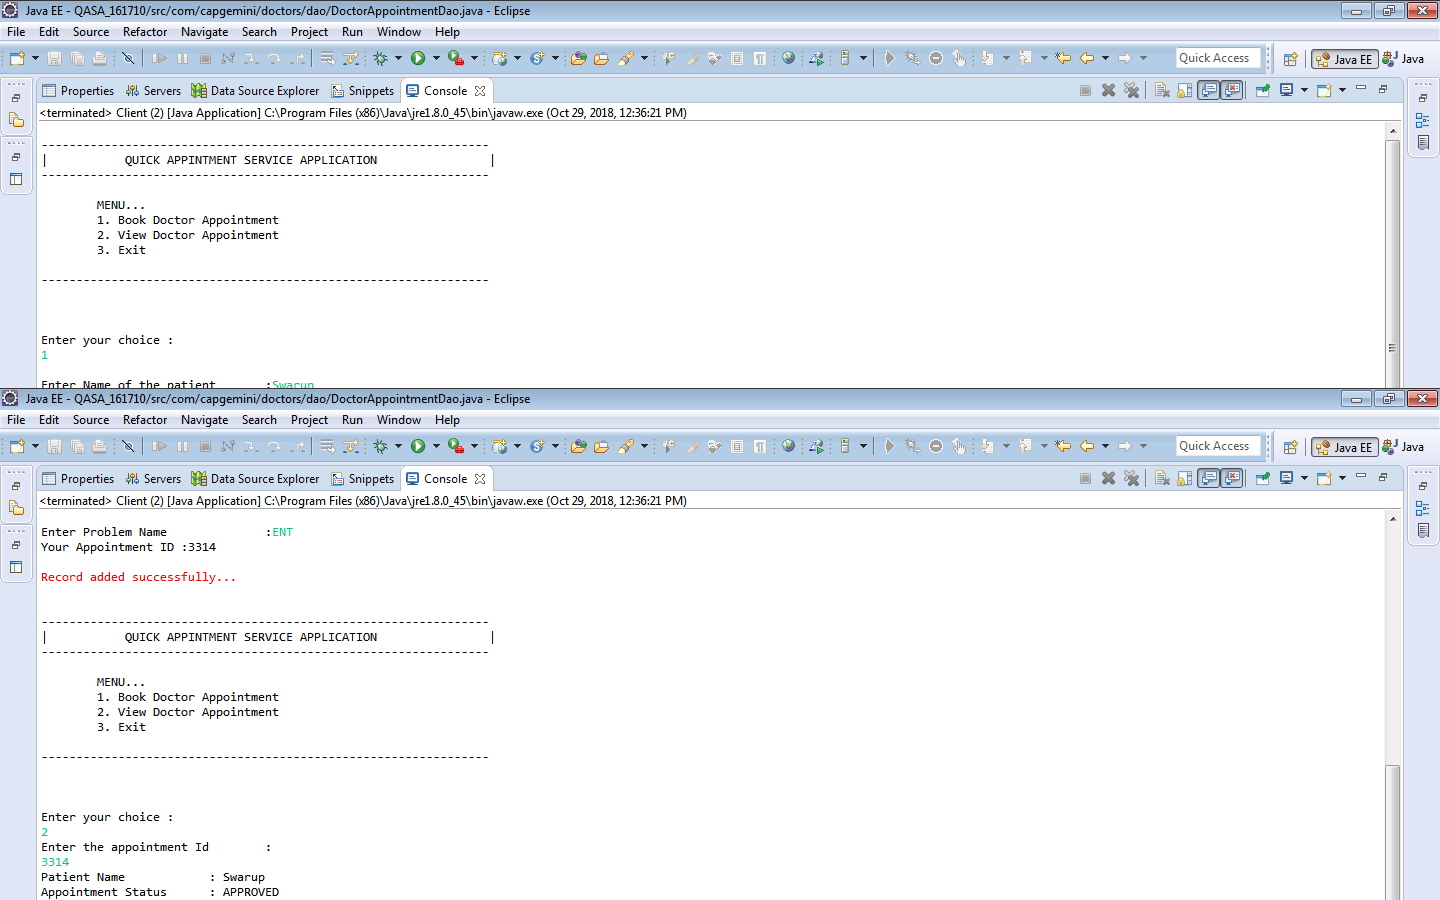 Java EE - QASA_161710/src/com/capgemini/doctors/dao/DoctorAppointmentDao.java - Eclipse
File Edit Source Refactor Navigate Search Project Run Window Help
Quick Access Java EE Java
Properties Servers Data Source Explorer Snippets Console
<terminated> Client (2) [Java Application] C:\Program Files (x86)\Java\jre1.8.0_45\bin\javaw.exe (Oct 29, 2018, 12:36:21 PM)
----------------------------------------------------------------
| QUICK APPINTMENT SERVICE APPLICATION |
----------------------------------------------------------------
MENU...
1. Book Doctor Appointment
2. View Doctor Appointment
3. Exit
----------------------------------------------------------------
Enter your choice :
1
Enter Name of the patient :Swarup
Java EE - QASA_161710/src/com/capgemini/doctors/dao/DoctorAppointmentDao.java - Eclipse
File Edit Source Refactor Navigate Search Project Run Window Help
Quick Access Java EE Java
Properties Servers Data Source Explorer Snippets Console
<terminated> Client (2) [Java Application] C:\Program Files (x86)\Java\jre1.8.0_45\bin\javaw.exe (Oct 29, 2018, 12:36:21 PM)
Enter Problem Name :ENT
Your Appointment ID :3314
Record added successfully...
----------------------------------------------------------------
| QUICK APPINTMENT SERVICE APPLICATION |
----------------------------------------------------------------
MENU...
1. Book Doctor Appointment
2. View Doctor Appointment
3. Exit
----------------------------------------------------------------
Enter your choice :
2
Enter the appointment Id :
3314
Patient Name : Swarup
Appointment Status : APPROVED